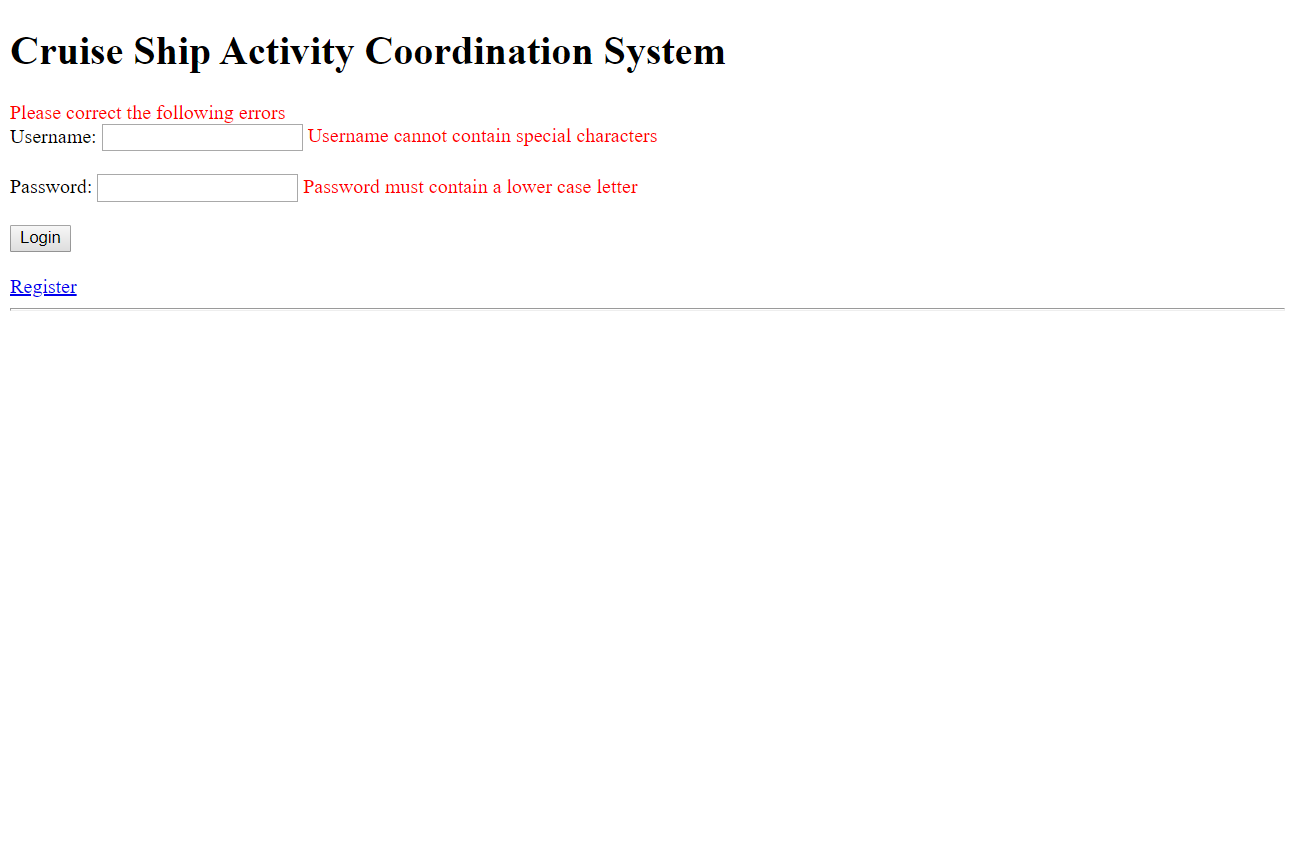 Cruise Ship Activity Coordination System
Please correct the following errors
Username: Username cannot contain special characters
Password: Password must contain a lower case letter
Login
Register